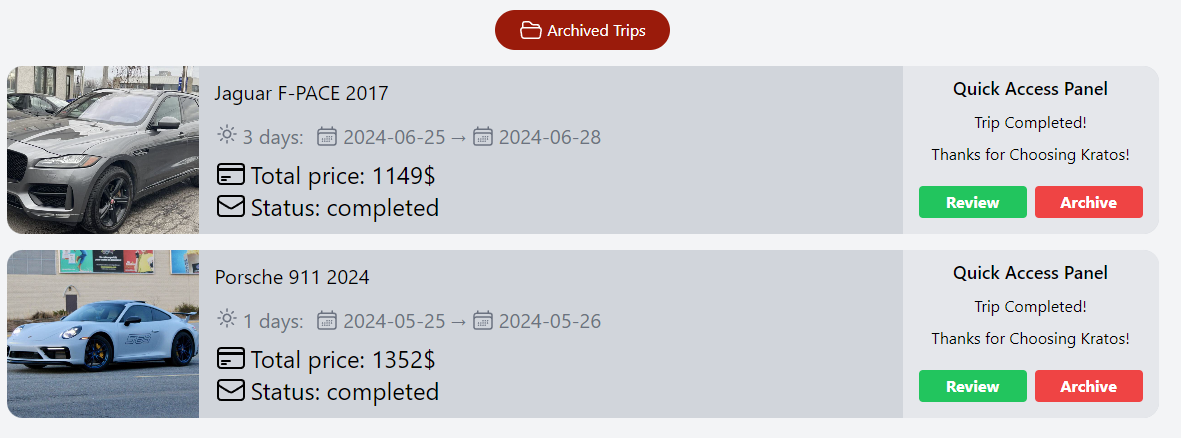 Archived Trips
Jaguar F-PACE 2017
3 days: 2024-06-25 → 2024-06-28
Total price: 1149$
Status: completed
Quick Access Panel
Trip Completed!
Thanks for Choosing Kratos!
Review Archive
Porsche 911 2024
1 days: 2024-05-25 → 2024-05-26
Total price: 1352$
Status: completed
Quick Access Panel
Trip Completed!
Thanks for Choosing Kratos!
Review Archive